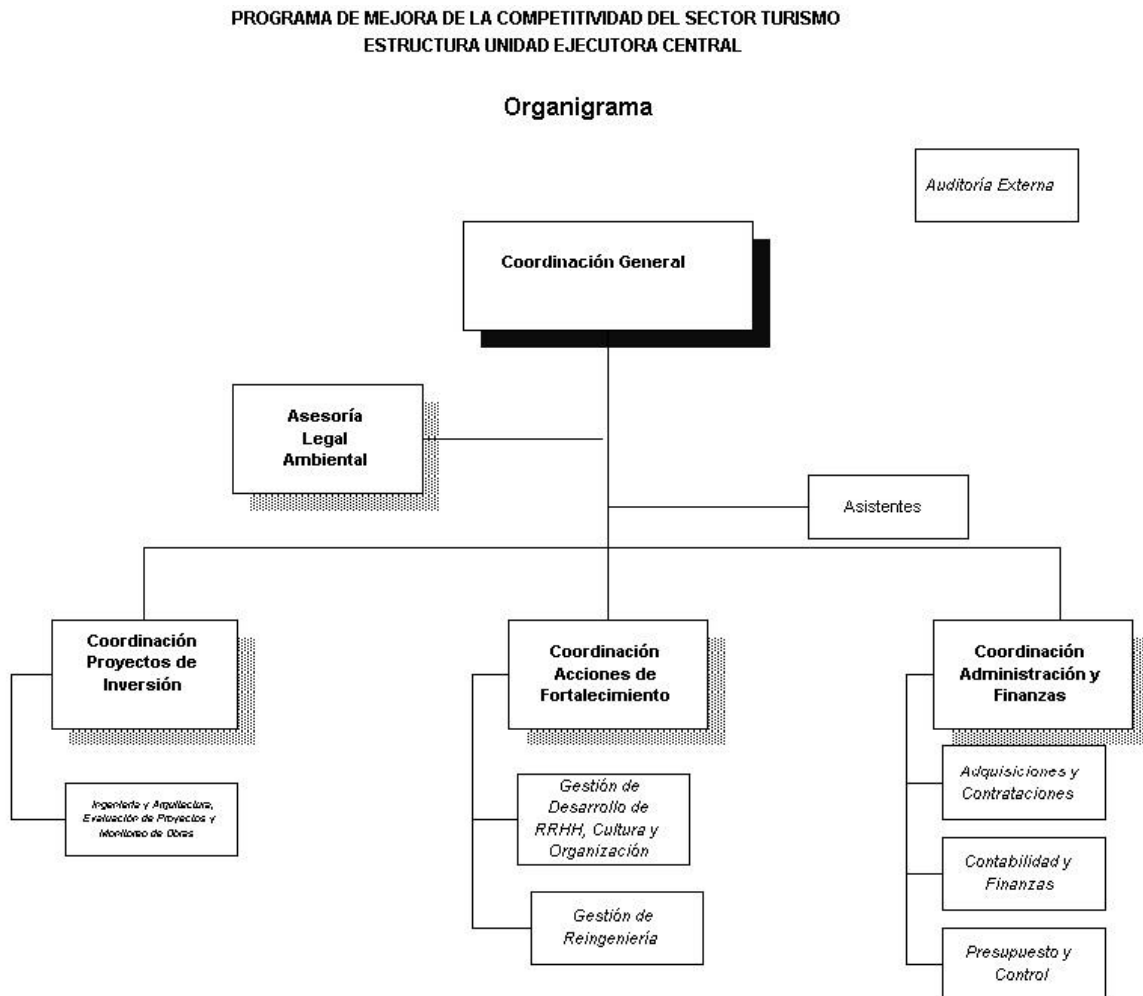 PROGRAMA DE MEJORA DE LA COMPETITIVIDAD DEL SECTOR TURISMO
ESTRUCTURA UNIDAD EJECUTORA CENTRAL
Organigrama
Auditoría Externa
Coordinación General
Asesoría
Legal
Ambiental
Asistentes
Coordinación
Proyectos de
Inversión
Ingeniería y Arquitectura,
Evaluación de Proyectos y
Monitoreo de Obras
Coordinación
Acciones de
Fortalecimiento
Gestión de
Desarrollo de
RRHH, Cultura y
Organización
Gestión de
Reingeniería
Coordinación
Administración y
Finanzas
Adquisiciones y
Contrataciones
Contabilidad y
Finanzas
Presupuesto y
Control